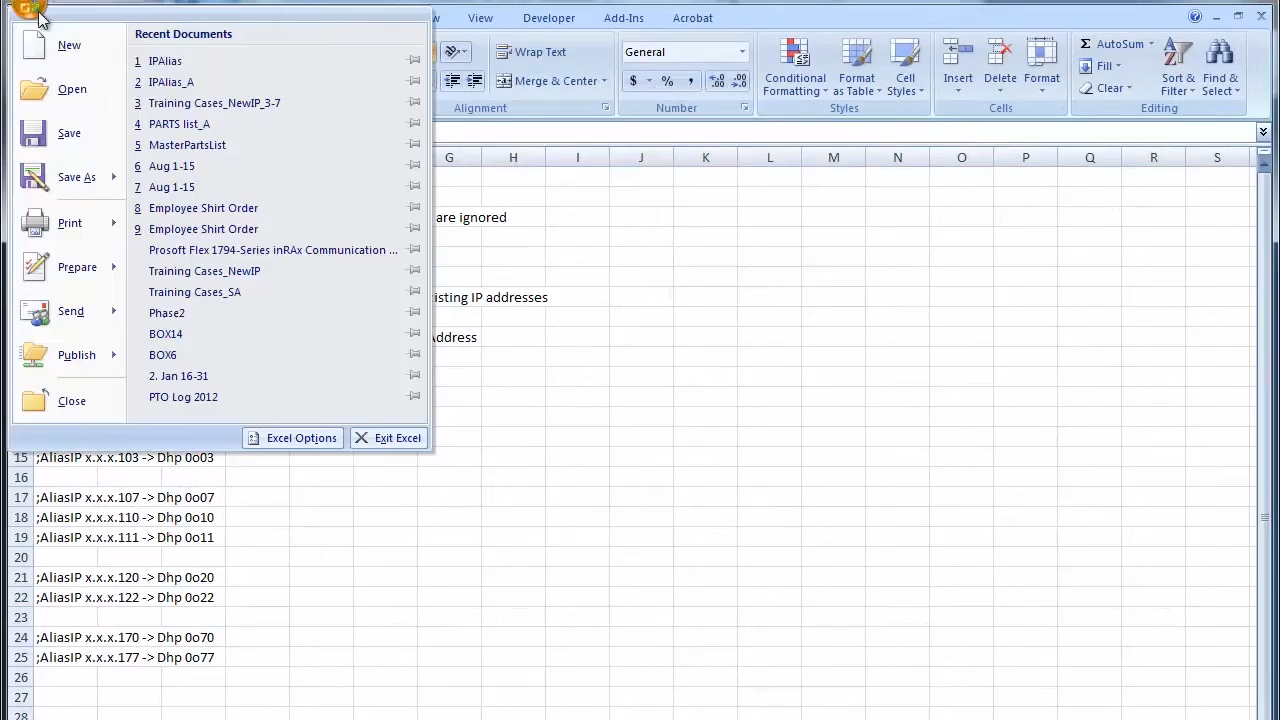 View Developer Add-Ins Acrobat
New
Open
Save
Save As
Print
Prepare
Send
Publish
Close
Recent Documents
1 IPAlias
2 IPAlias_A
3 Training Cases_NewIP_3-7
4 PARTS list_A
5 MasterPartsList
6 Aug 1-15
7 Aug 1-15
8 Employee Shirt Order
9 Employee Shirt Order
Prosoft Flex 1794-Series inRAx Communication ...
Training Cases_NewIP
Training Cases_SA
Phase2
BOX14
BOX6
2. Jan 16-31
PTO Log 2012
Excel Options Exit Excel
Wrap Text
Merge & Center
Alignment
General
$ % , .00 .00
Number
Conditional Formatting
Format as Table
Cell Styles
Styles
Insert Delete Format
Cells
Σ AutoSum
Fill
Clear
Sort & Filter
Find & Select
Editing
G H I J K L M N O P Q R S
are ignored
isting IP addresses
Address
15 ;AliasIP x.x.x.103 -> Dhp 0o03
16
17 ;AliasIP x.x.x.107 -> Dhp 0o07
18 ;AliasIP x.x.x.110 -> Dhp 0o10
19 ;AliasIP x.x.x.111 -> Dhp 0o11
20
21 ;AliasIP x.x.x.120 -> Dhp 0o20
22 ;AliasIP x.x.x.122 -> Dhp 0o22
23
24 ;AliasIP x.x.x.170 -> Dhp 0o70
25 ;AliasIP x.x.x.177 -> Dhp 0o77
26
27
28